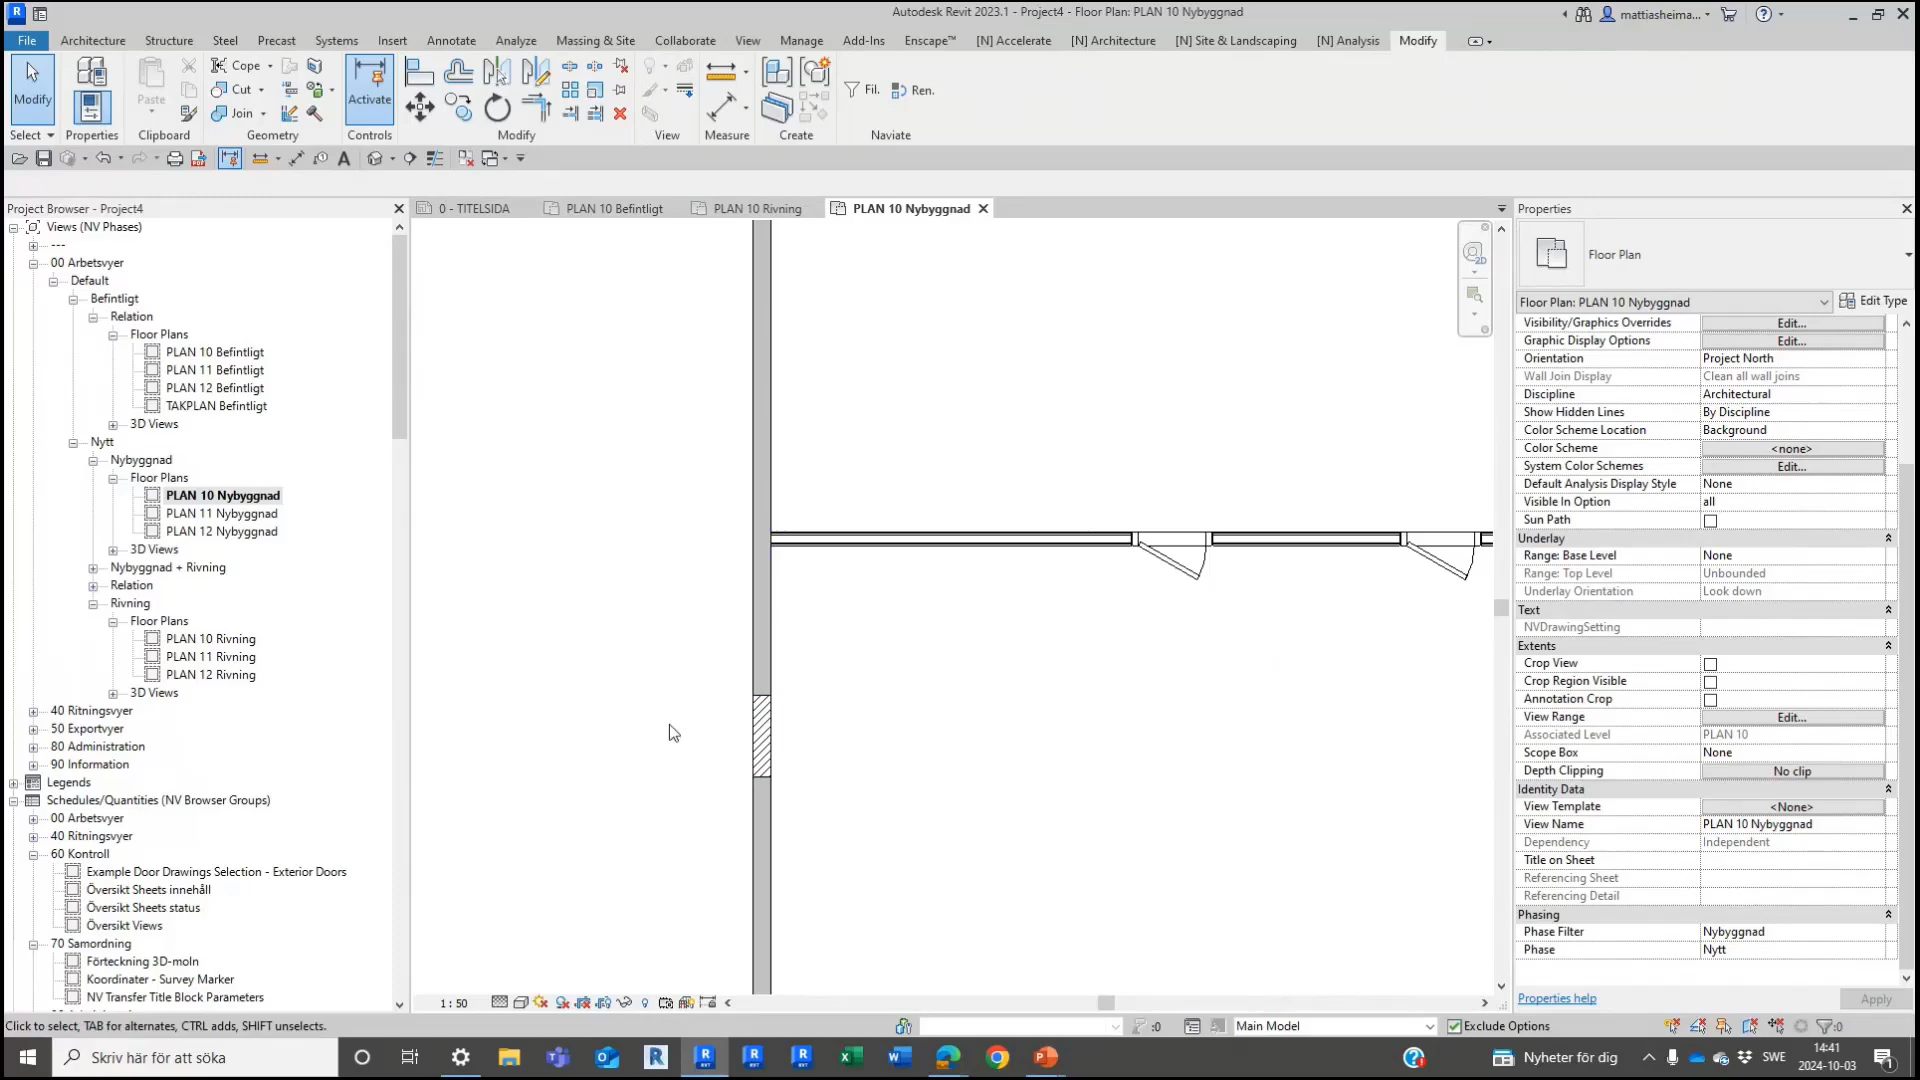 Autodesk Revit 2023.1 - Project4 - Floor Plan: PLAN 10 Nybyggnad
mattiasheima...
File Architecture Structure Steel Precast Systems Insert Annotate Analyze Massing & Site Collaborate View Manage Add-Ins Enscape™ [N] Accelerate [N] Architecture [N] Site & Landscaping [N] Analysis Modify
Modify Paste Cope Cut Join Activate Fil. Ren.
Select Properties Clipboard Geometry Controls Modify View Measure Create Naviate
Project Browser - Project4
Views (NV Phases)
---
00 Arbetsvyer
Default
Befintligt
Relation
Floor Plans
PLAN 10 Befintligt
PLAN 11 Befintligt
PLAN 12 Befintligt
TAKPLAN Befintligt
3D Views
Nytt
Nybyggnad
Floor Plans
PLAN 10 Nybyggnad
PLAN 11 Nybyggnad
PLAN 12 Nybyggnad
3D Views
Nybyggnad + Rivning
Relation
Rivning
Floor Plans
PLAN 10 Rivning
PLAN 11 Rivning
PLAN 12 Rivning
3D Views
40 Ritningsvyer
50 Exportvyer
80 Administration
90 Information
Legends
Schedules/Quantities (NV Browser Groups)
00 Arbetsvyer
40 Ritningsvyer
60 Kontroll
Example Door Drawings Selection - Exterior Doors
Översikt Sheets innehåll
Översikt Sheets status
Översikt Views
70 Samordning
Förteckning 3D-moln
Koordinater - Survey Marker
NV Transfer Title Block Parameters
0 - TITELSIDA PLAN 10 Befintligt PLAN 10 Rivning PLAN 10 Nybyggnad
2D
1 : 50
Properties
Floor Plan
Floor Plan: PLAN 10 Nybyggnad Edit Type
Visibility/Graphics Overrides Edit...
Graphic Display Options Edit...
Orientation Project North
Wall Join Display Clean all wall joins
Discipline Architectural
Show Hidden Lines By Discipline
Color Scheme Location Background
Color Scheme <none>
System Color Schemes Edit...
Default Analysis Display Style None
Visible In Option all
Sun Path
Underlay
Range: Base Level None
Range: Top Level Unbounded
Underlay Orientation Look down
Text
NVDrawingSetting
Extents
Crop View
Crop Region Visible
Annotation Crop
View Range Edit...
Associated Level PLAN 10
Scope Box None
Depth Clipping No clip
Identity Data
View Template <None>
View Name PLAN 10 Nybyggnad
Dependency Independent
Title on Sheet
Referencing Sheet
Referencing Detail
Phasing
Phase Filter Nybyggnad
Phase Nytt
Properties help Apply
Click to select, TAB for alternates, CTRL adds, SHIFT unselects. :0 Main Model Exclude Options :0
Skriv här för att söka Nyheter för dig SWE 14:41
2024-10-03